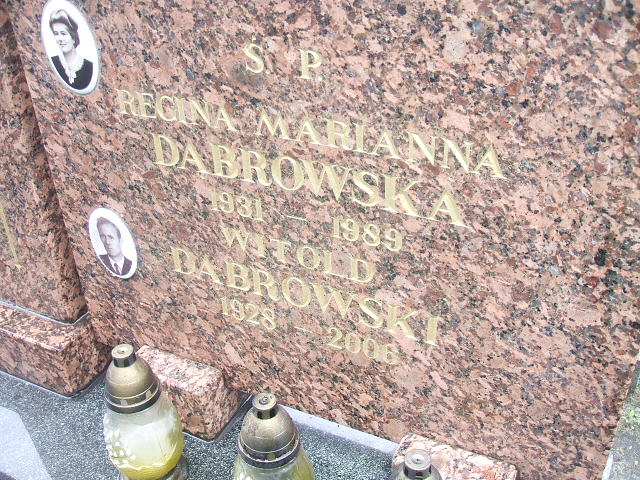 Ś P.
REGINA MARIANNA
DĄBROWSKA
1931 – 1989
WITOLD
DĄBROWSKI
1928 – 2006